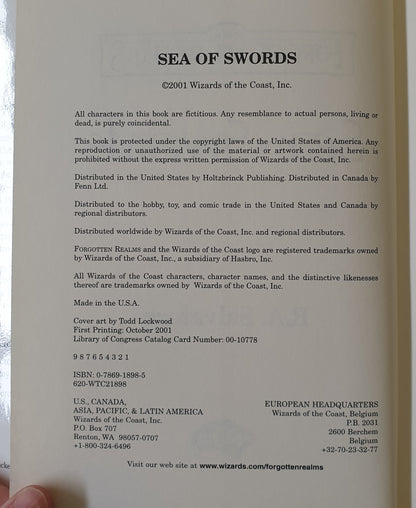 SEA OF SWORDS
©2001 Wizards of the Coast, Inc.
All characters in this book are fictitious. Any resemblance to actual persons, living or
dead, is purely coincidental.
This book is protected under the copyright laws of the United States of America. Any
reproduction or unauthorized use of the material or artwork contained herein is
prohibited without the express written permission of Wizards of the Coast, Inc.
Distributed in the United States by Holtzbrinck Publishing. Distributed in Canada by
Fenn Ltd.
Distributed to the hobby, toy, and comic trade in the United States and Canada by
regional distributors.
Distributed worldwide by Wizards of the Coast, Inc. and regional distributors.
FORGOTTEN REALMS and the Wizards of the Coast logo are registered trademarks owned
by Wizards of the Coast, Inc., a subsidiary of Hasbro, Inc.
All Wizards of the Coast characters, character names, and the distinctive likenesses
thereof are trademarks owned by Wizards of the Coast, Inc.
Made in the U.S.A.
Cover art by Todd Lockwood
First Printing: October 2001
Library of Congress Catalog Card Number: 00-10778
9 8 7 6 5 4 3 2 1
ISBN: 0-7869-1898-5
620-WTC21898
U.S., CANADA,
ASIA, PACIFIC, & LATIN AMERICA
Wizards of the Coast, Inc.
P.O. Box 707
Renton, WA 98057-0707
+1-800-324-6496
EUROPEAN HEADQUARTERS
Wizards of the Coast, Belgium
P.B. 2031
2600 Berchem
Belgium
+32-70-23-32-77
Visit our web site at www.wizards.com/forgottenrealms